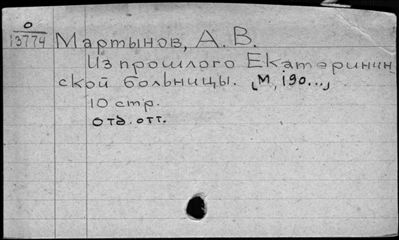 О
13774
Мартынов, А. В.
Из прошлого Екатеринин
ской больницы. [М, 190...]
10 стр.
отд. отт.